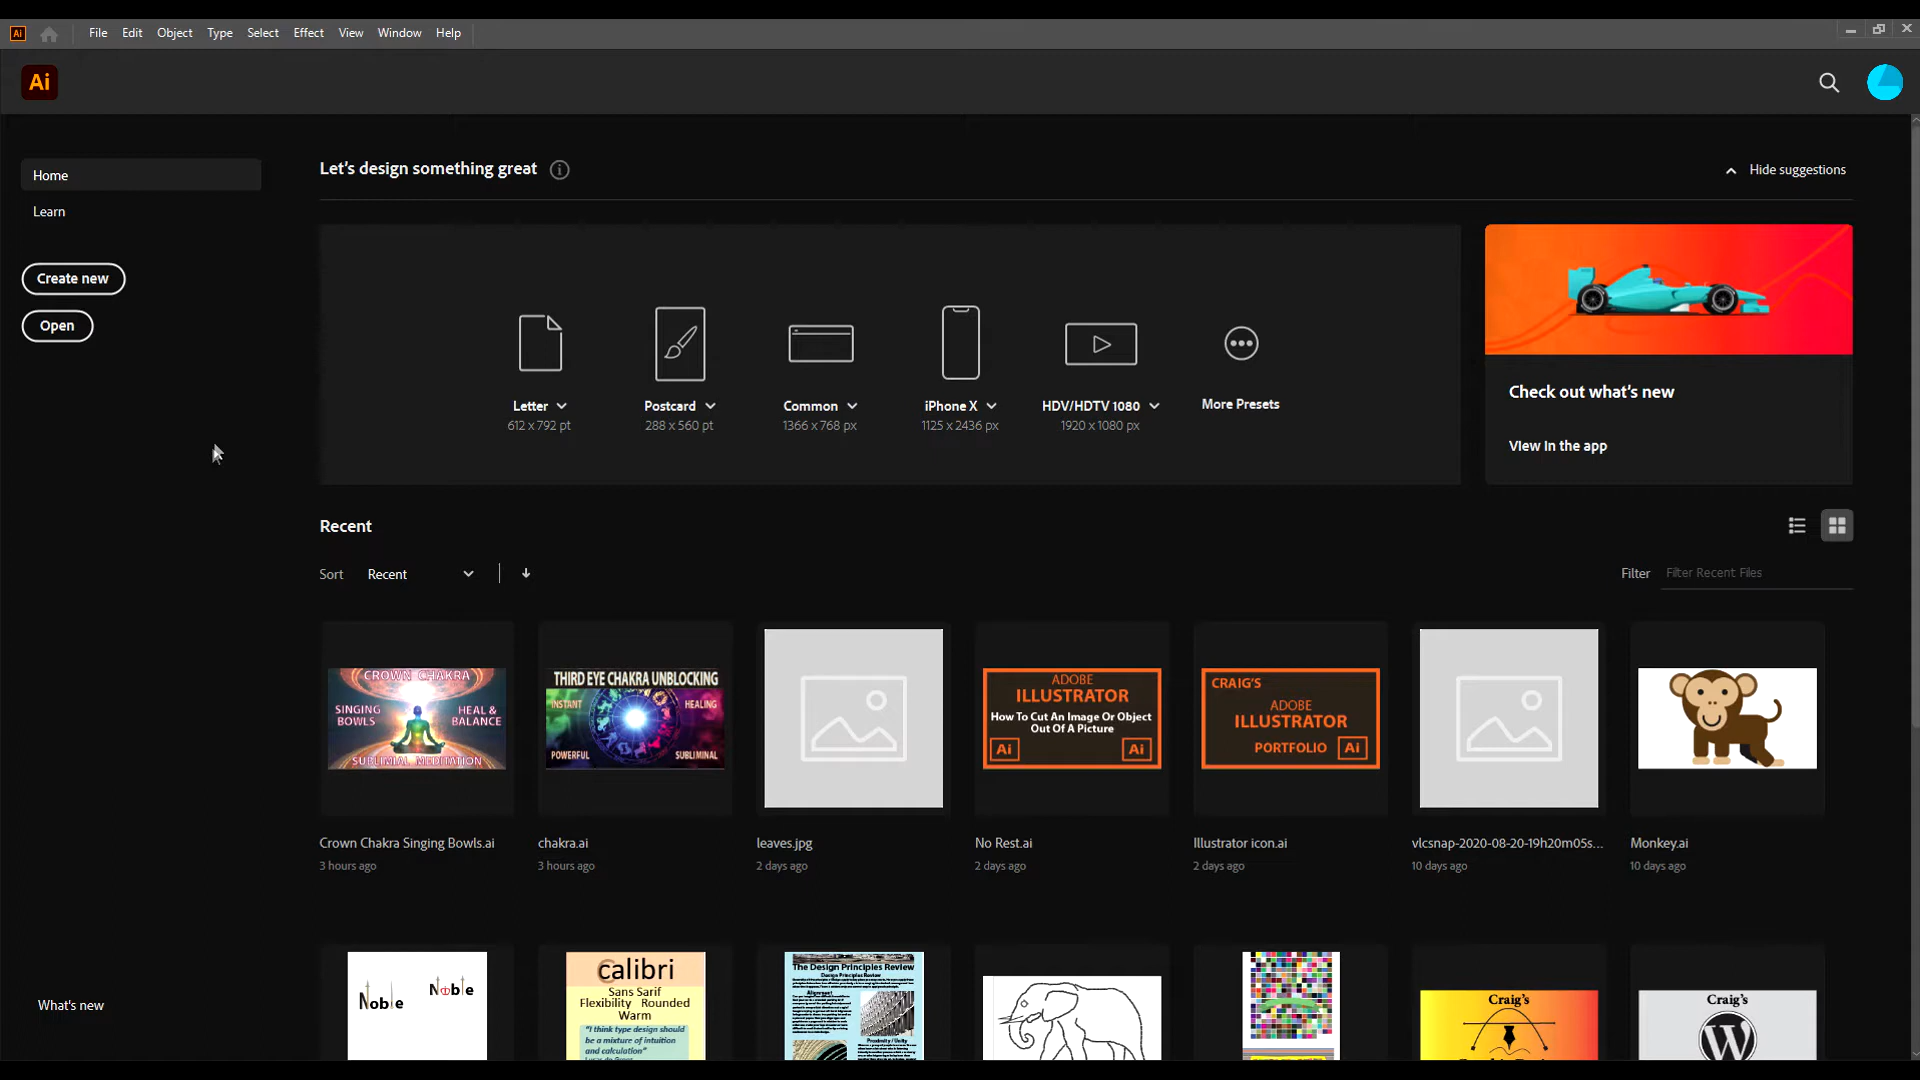 Ai File Edit Object Type Select Effect View Window Help
Ai
Home
Learn
Create new
Open
Let's design something great
Hide suggestions
Letter
612 x 792 pt
Postcard
288 x 560 pt
Common
1366 x 768 px
iPhone X
1125 x 2436 px
HDV/HDTV 1080
1920 x 1080 px
More Presets
Check out what's new
View in the app
Recent
Sort Recent
Filter Filter Recent Files
CROWN CHAKRA
SINGING BOWLS
HEAL & BALANCE
SUBLIMIAL MEDITATION
Crown Chakra Singing Bowls.ai
3 hours ago
THIRD EYE CHAKRA UNBLOCKING
INSTANT HEALING
POWERFUL SUBLIMINAL
chakra.ai
3 hours ago
leaves.jpg
2 days ago
ADOBE
ILLUSTRATOR
How To Cut An Image Or Object
Out Of A Picture
Ai Ai
No Rest.ai
2 days ago
CRAIG'S
ADOBE
ILLUSTRATOR
PORTFOLIO Ai
Illustrator icon.ai
2 days ago
vlcsnap-2020-08-20-19h20m05s...
10 days ago
Monkey.ai
10 days ago
Noble Noble
calibri
Sans Sarif
Flexibility Rounded
Warm
"I think type design should
be a mixture of intuition
and calculation"
The Design Principles Review
Design Principles Review
Alignment
Proximity / Unity
Craig's
Craig's
What's new